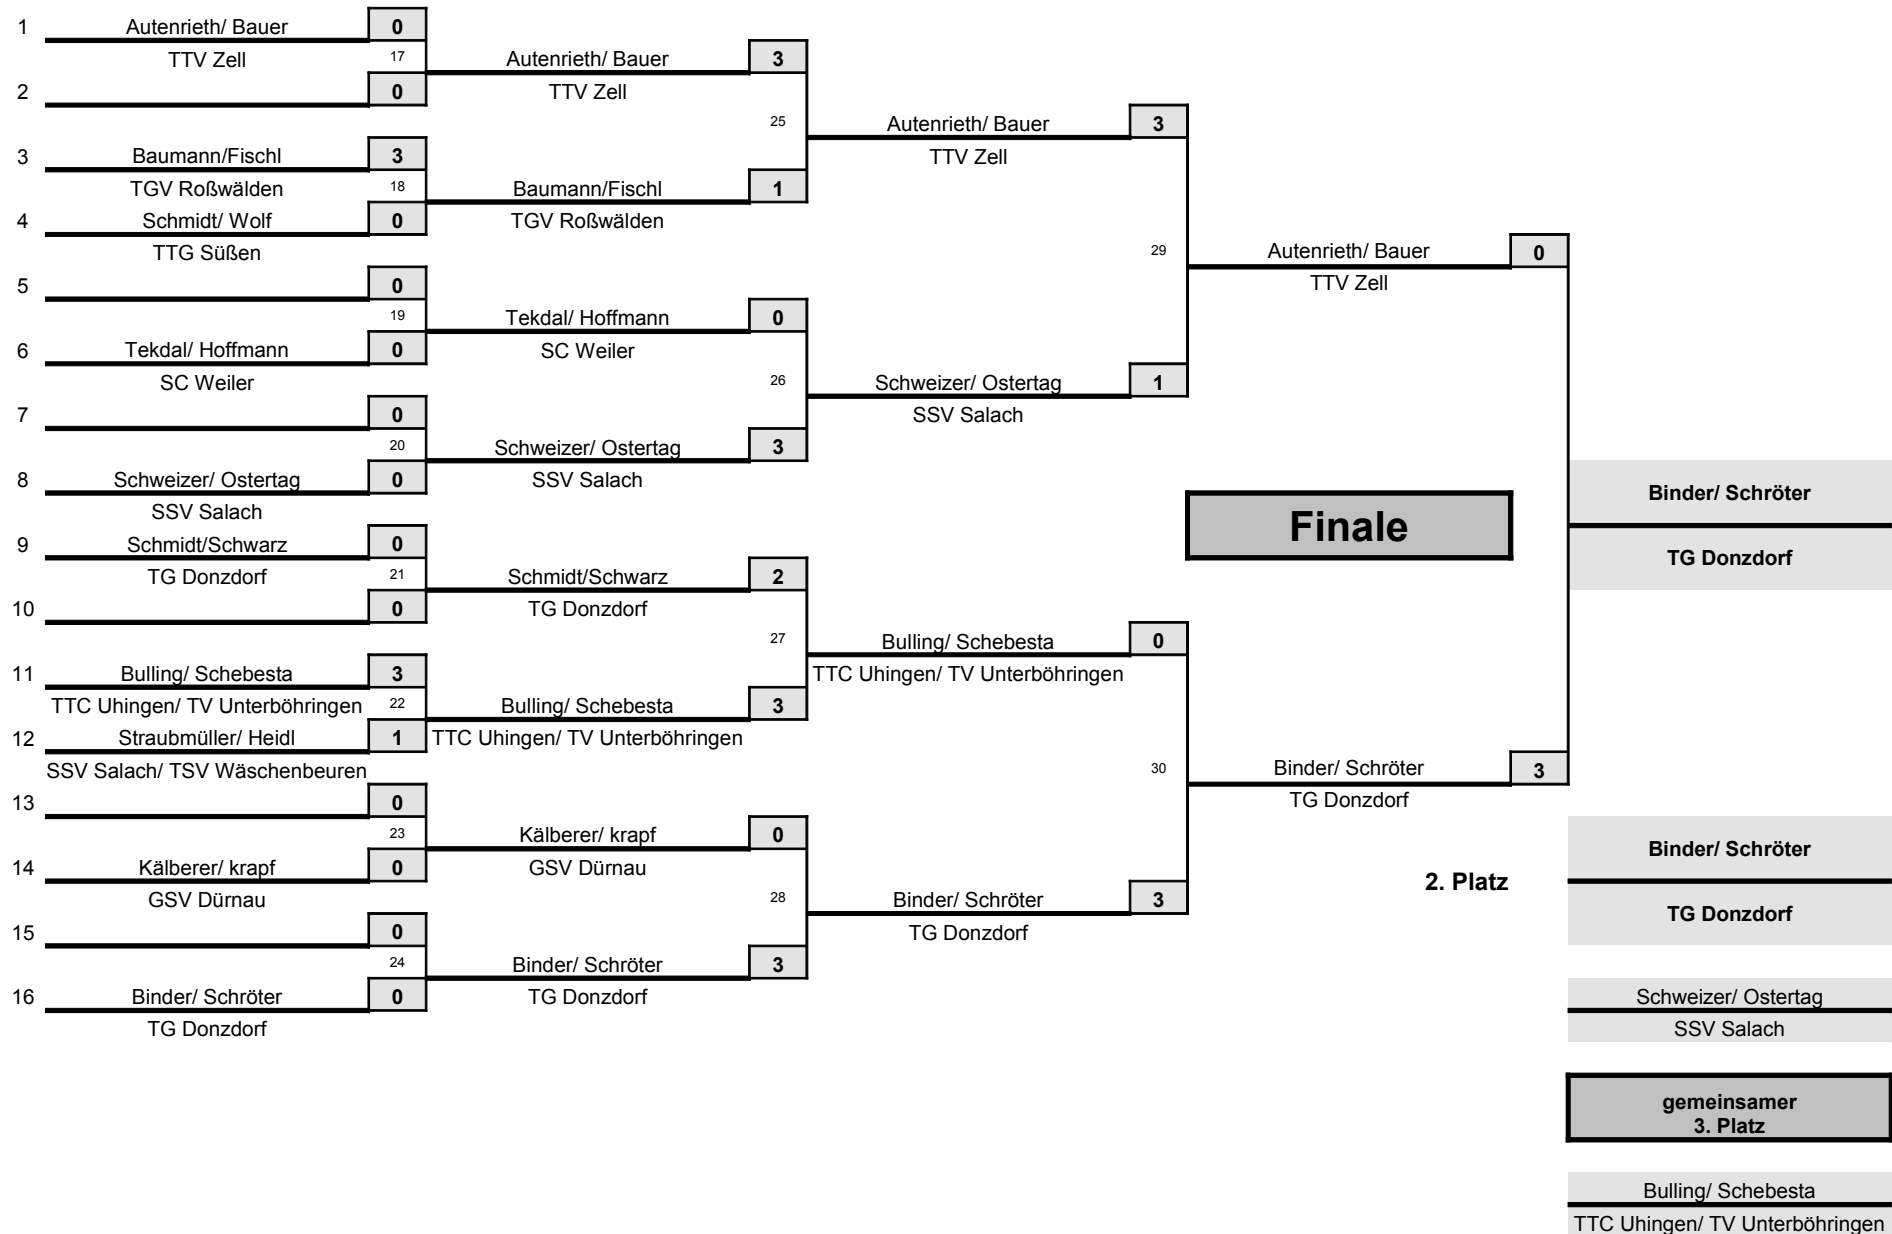 1 Autenrieth/ Bauer 0
TTV Zell 17 Autenrieth/ Bauer 3
2 0 TTV Zell
25 Autenrieth/ Bauer 3
3 Baumann/Fischl 3 TTV Zell
TGV Roßwälden 18 Baumann/Fischl 1
4 Schmidt/ Wolf 0 TGV Roßwälden
TTG Süßen 29 Autenrieth/ Bauer 0
5 0 TTV Zell
19 Tekdal/ Hoffmann 0
6 Tekdal/ Hoffmann 0 SC Weiler
SC Weiler 26 Schweizer/ Ostertag 1
7 0 SSV Salach
20 Schweizer/ Ostertag 3
8 Schweizer/ Ostertag 0 SSV Salach Binder/ Schröter
SSV Salach
Finale
9 Schmidt/Schwarz 0 TG Donzdorf
TG Donzdorf 21 Schmidt/Schwarz 2
10 0 TG Donzdorf
27 Bulling/ Schebesta 0
11 Bulling/ Schebesta 3 TTC Uhingen/ TV Unterböhringen
TTC Uhingen/ TV Unterböhringen 22 Bulling/ Schebesta 3
12 Straubmüller/ Heidl 1 TTC Uhingen/ TV Unterböhringen
SSV Salach/ TSV Wäschenbeuren 30 Binder/ Schröter 3
13 0 TG Donzdorf
23 Kälberer/ krapf 0 Binder/ Schröter
14 Kälberer/ krapf 0 GSV Dürnau 2. Platz
GSV Dürnau 28 Binder/ Schröter 3 TG Donzdorf
15 0 TG Donzdorf
24 Binder/ Schröter 3
16 Binder/ Schröter 0 TG Donzdorf Schweizer/ Ostertag
TG Donzdorf SSV Salach
gemeinsamer
3. Platz
Bulling/ Schebesta
TTC Uhingen/ TV Unterböhringen